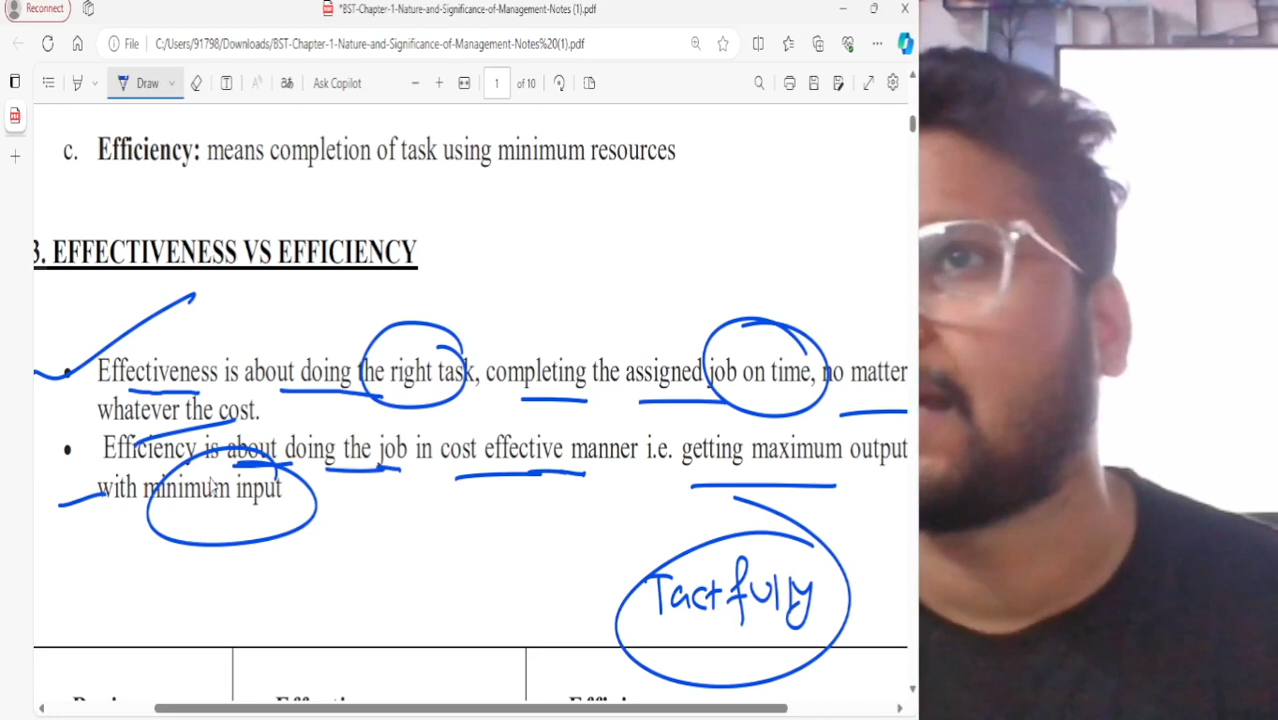 Reconnect
*BST-Chapter-1-Nature-and-Significance-of-Management-Notes (1).pdf
File C:/Users/91798/Downloads/BST-Chapter-1-Nature-and-Significance-of-Management-Notes%20(1).pdf
Draw Ask Copilot 1 of 10
c. Efficiency: means completion of task using minimum resources
3. EFFECTIVENESS VS EFFICIENCY
• Effectiveness is about doing the right task, completing the assigned job on time, no matter
whatever the cost.
• Efficiency is about doing the job in cost effective manner i.e. getting maximum output
with minimum input
Tactfully